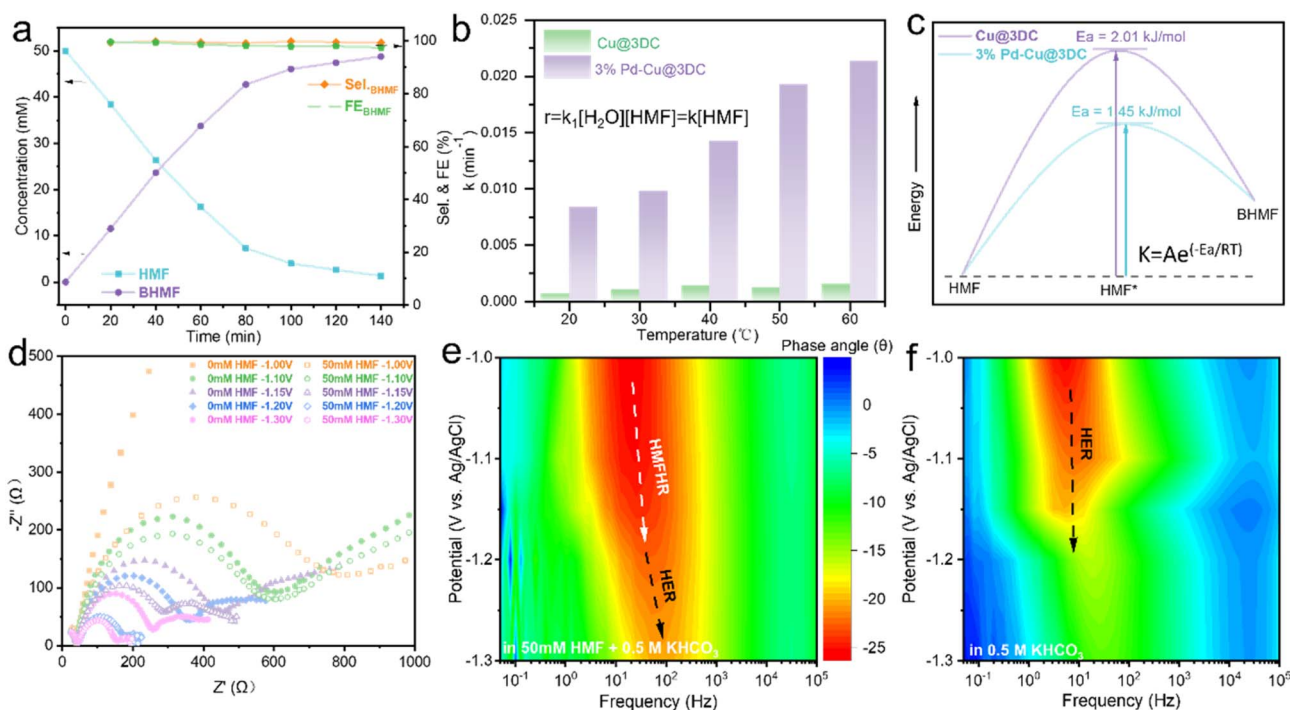 a
Concentration (mM)
50
40
30
20
10
0
0 20 40 60 80 100 120 140
Time (min)
100
80
60
40
20
0
Sel. & FE (%)
Sel.BHMF
FEBHMF
HMF
BHMF
b
k (min-1)
0.025
0.020
0.015
0.010
0.005
0.000
Cu@3DC
3% Pd-Cu@3DC
r=k₁[H₂O][HMF]=k[HMF]
20 30 40 50 60
Temperature (℃)
c
Cu@3DC
3% Pd-Cu@3DC
Ea = 2.01 kJ/mol
Ea = 1.45 kJ/mol
Energy
BHMF
K=Ae(-Ea/RT)
HMF
HMF*
d
-Z" (Ω)
500
400
300
200
100
0
0mM HMF -1.00V 50mM HMF -1.00V
0mM HMF -1.10V 50mM HMF -1.10V
0mM HMF -1.15V 50mM HMF -1.15V
0mM HMF -1.20V 50mM HMF -1.20V
0mM HMF -1.30V 50mM HMF -1.30V
0 200 400 600 800 1000
Z' (Ω)
e
Potential (V vs. Ag/AgCl)
-1.0
-1.1
-1.2
-1.3
HMFHR
HER
in 50mM HMF + 0.5 M KHCO₃
10-1 100 101 102 103 104 105
Frequency (Hz)
Phase angle (θ)
0
-5
-10
-15
-20
-25
f
Potential (V vs. Ag/AgCl)
-1.0
-1.1
-1.2
-1.3
HER
in 0.5 M KHCO₃
10-1 100 101 102 103 104 105
Frequency (Hz)